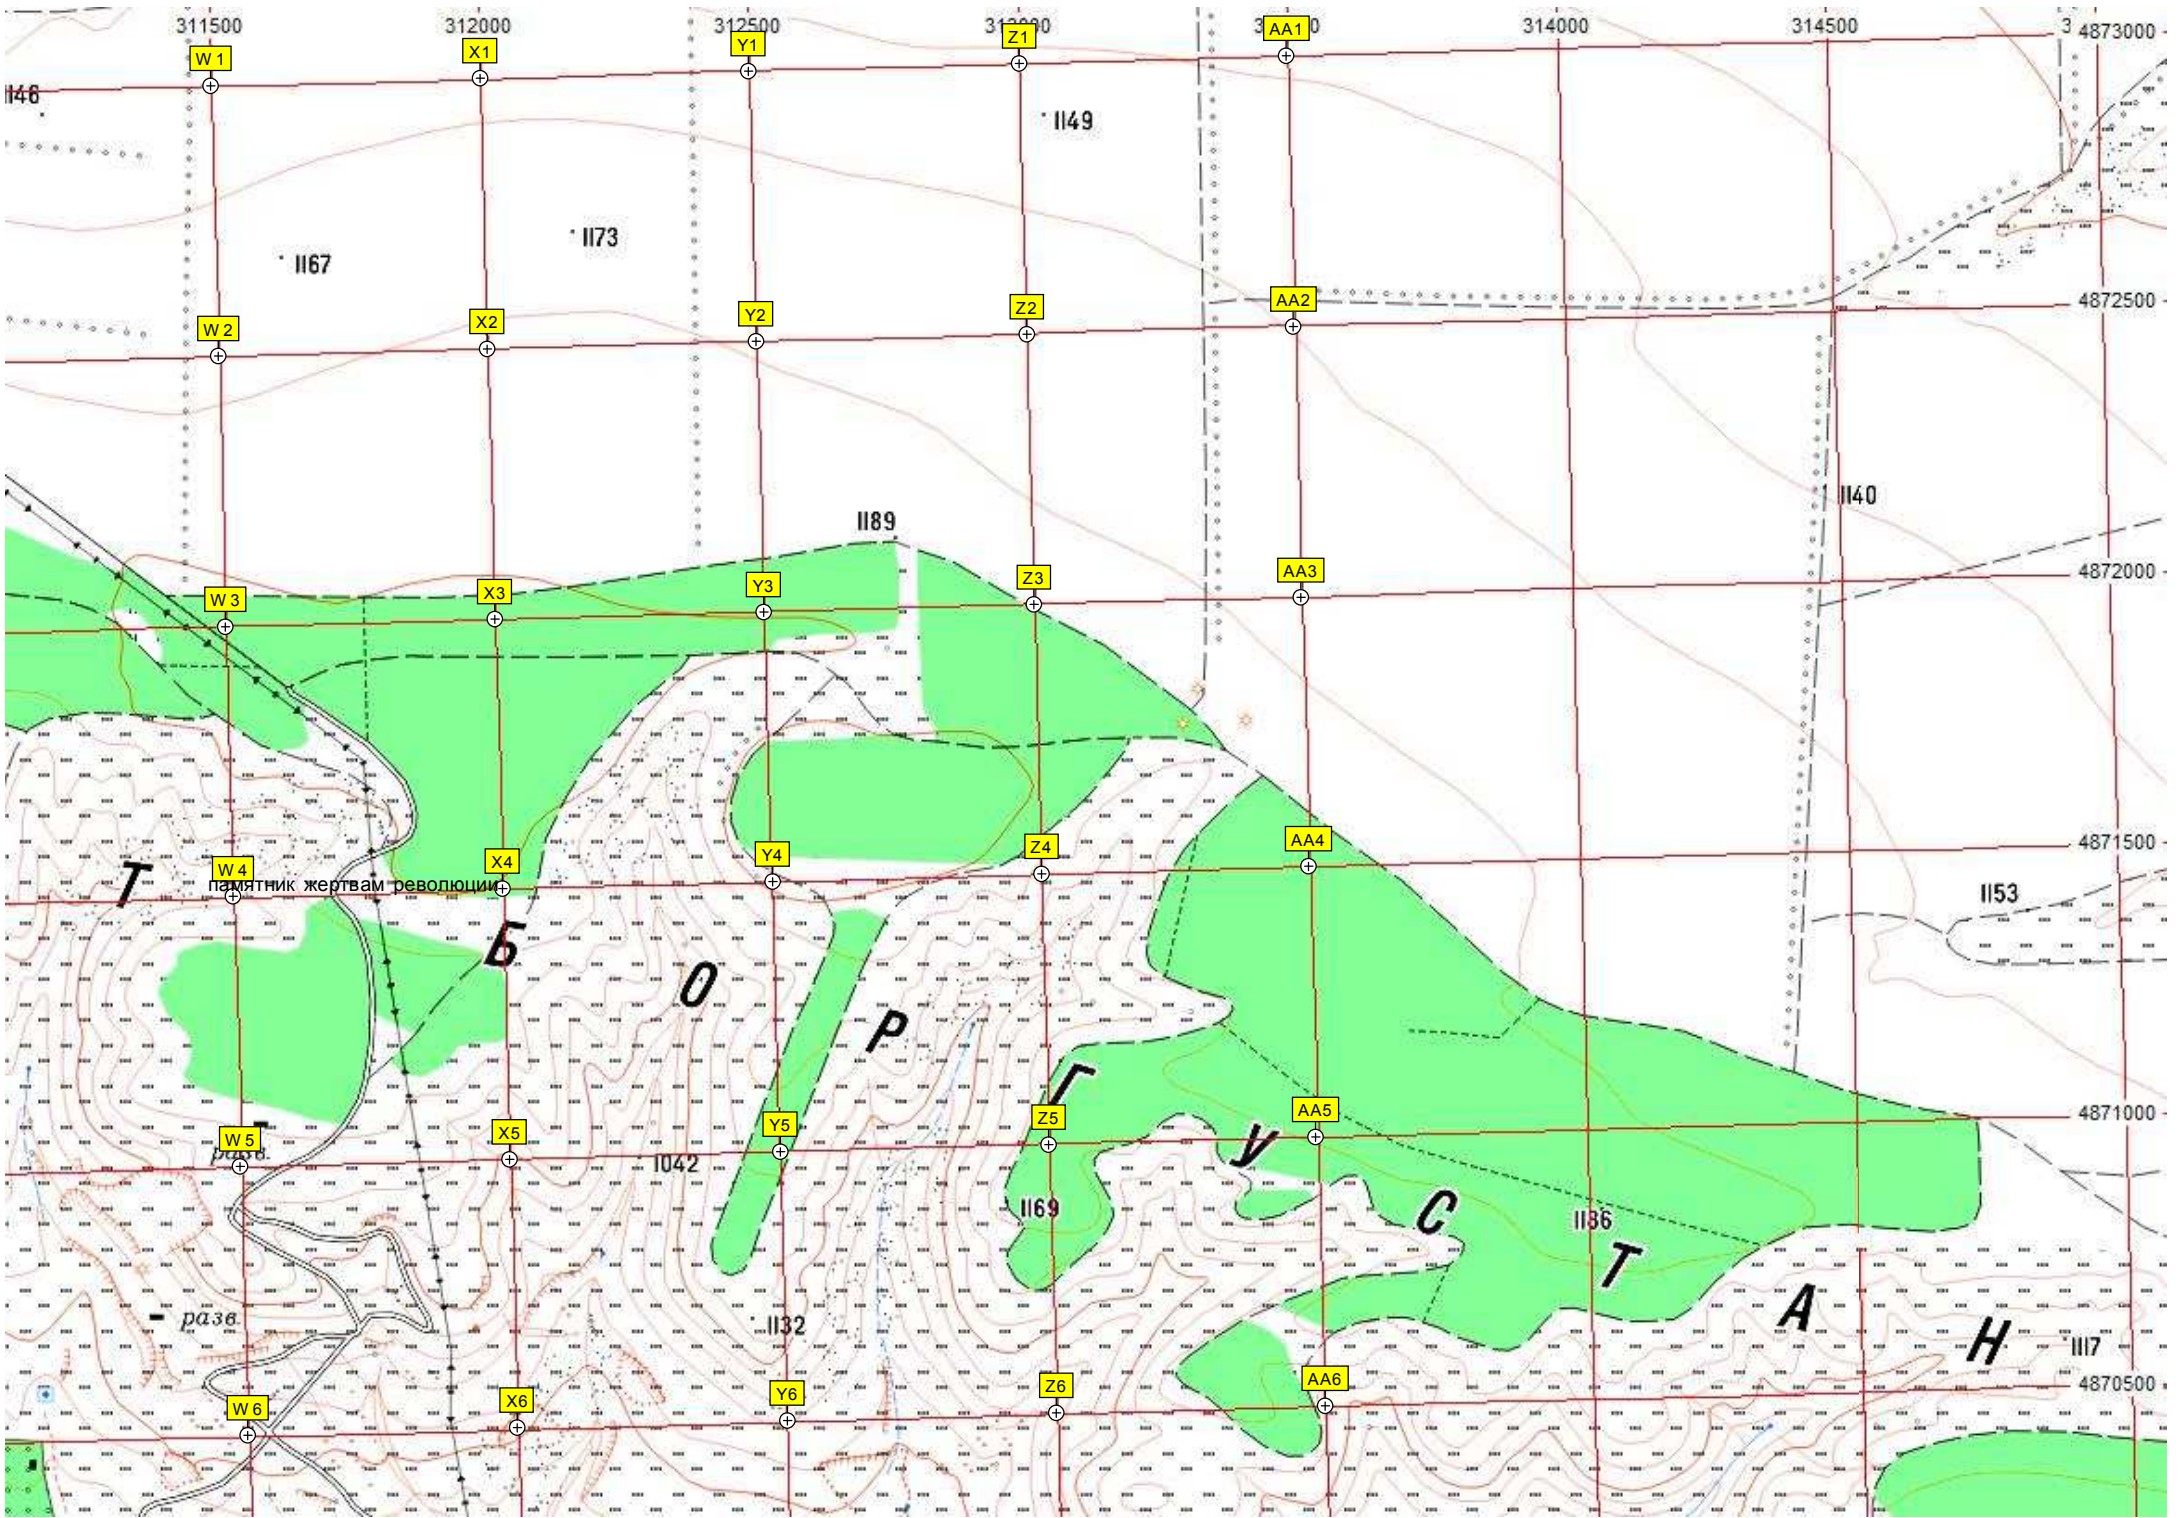 311500 312000 312500 313000 314000 314500
4873000
W 1 X1 Y1 Z1 AA1
1146
1149
1173
1167
4872500
W 2 X2 Y2 Z2 AA2
1140
1189
4872000
W 3 X3 Y3 Z3 AA3
4871500
W 4 X4 Y4 Z4 AA4
памятник жертвам революции
1153
Т Б О Р Г У С Т А Н
4871000
W 5 X5 Y5 Z5 AA5
разв.
1042
1169
1186
разв.
1132
1117
4870500
W 6 X6 Y6 Z6 AA6